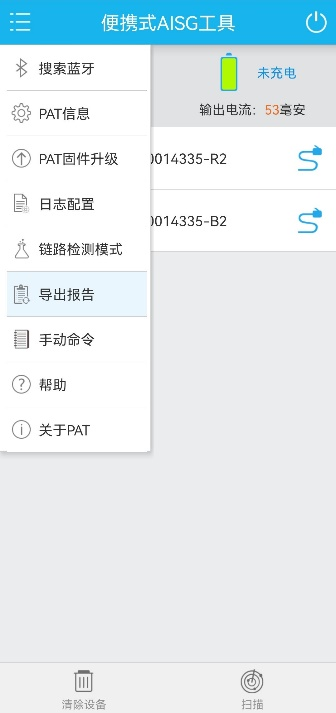 便携式AISG工具
搜索蓝牙
未充电
PAT信息
输出电流：53毫安
PAT固件升级
0014335-R2
日志配置
0014335-B2
链路检测模式
导出报告
手动命令
帮助
关于PAT
清除设备
扫描